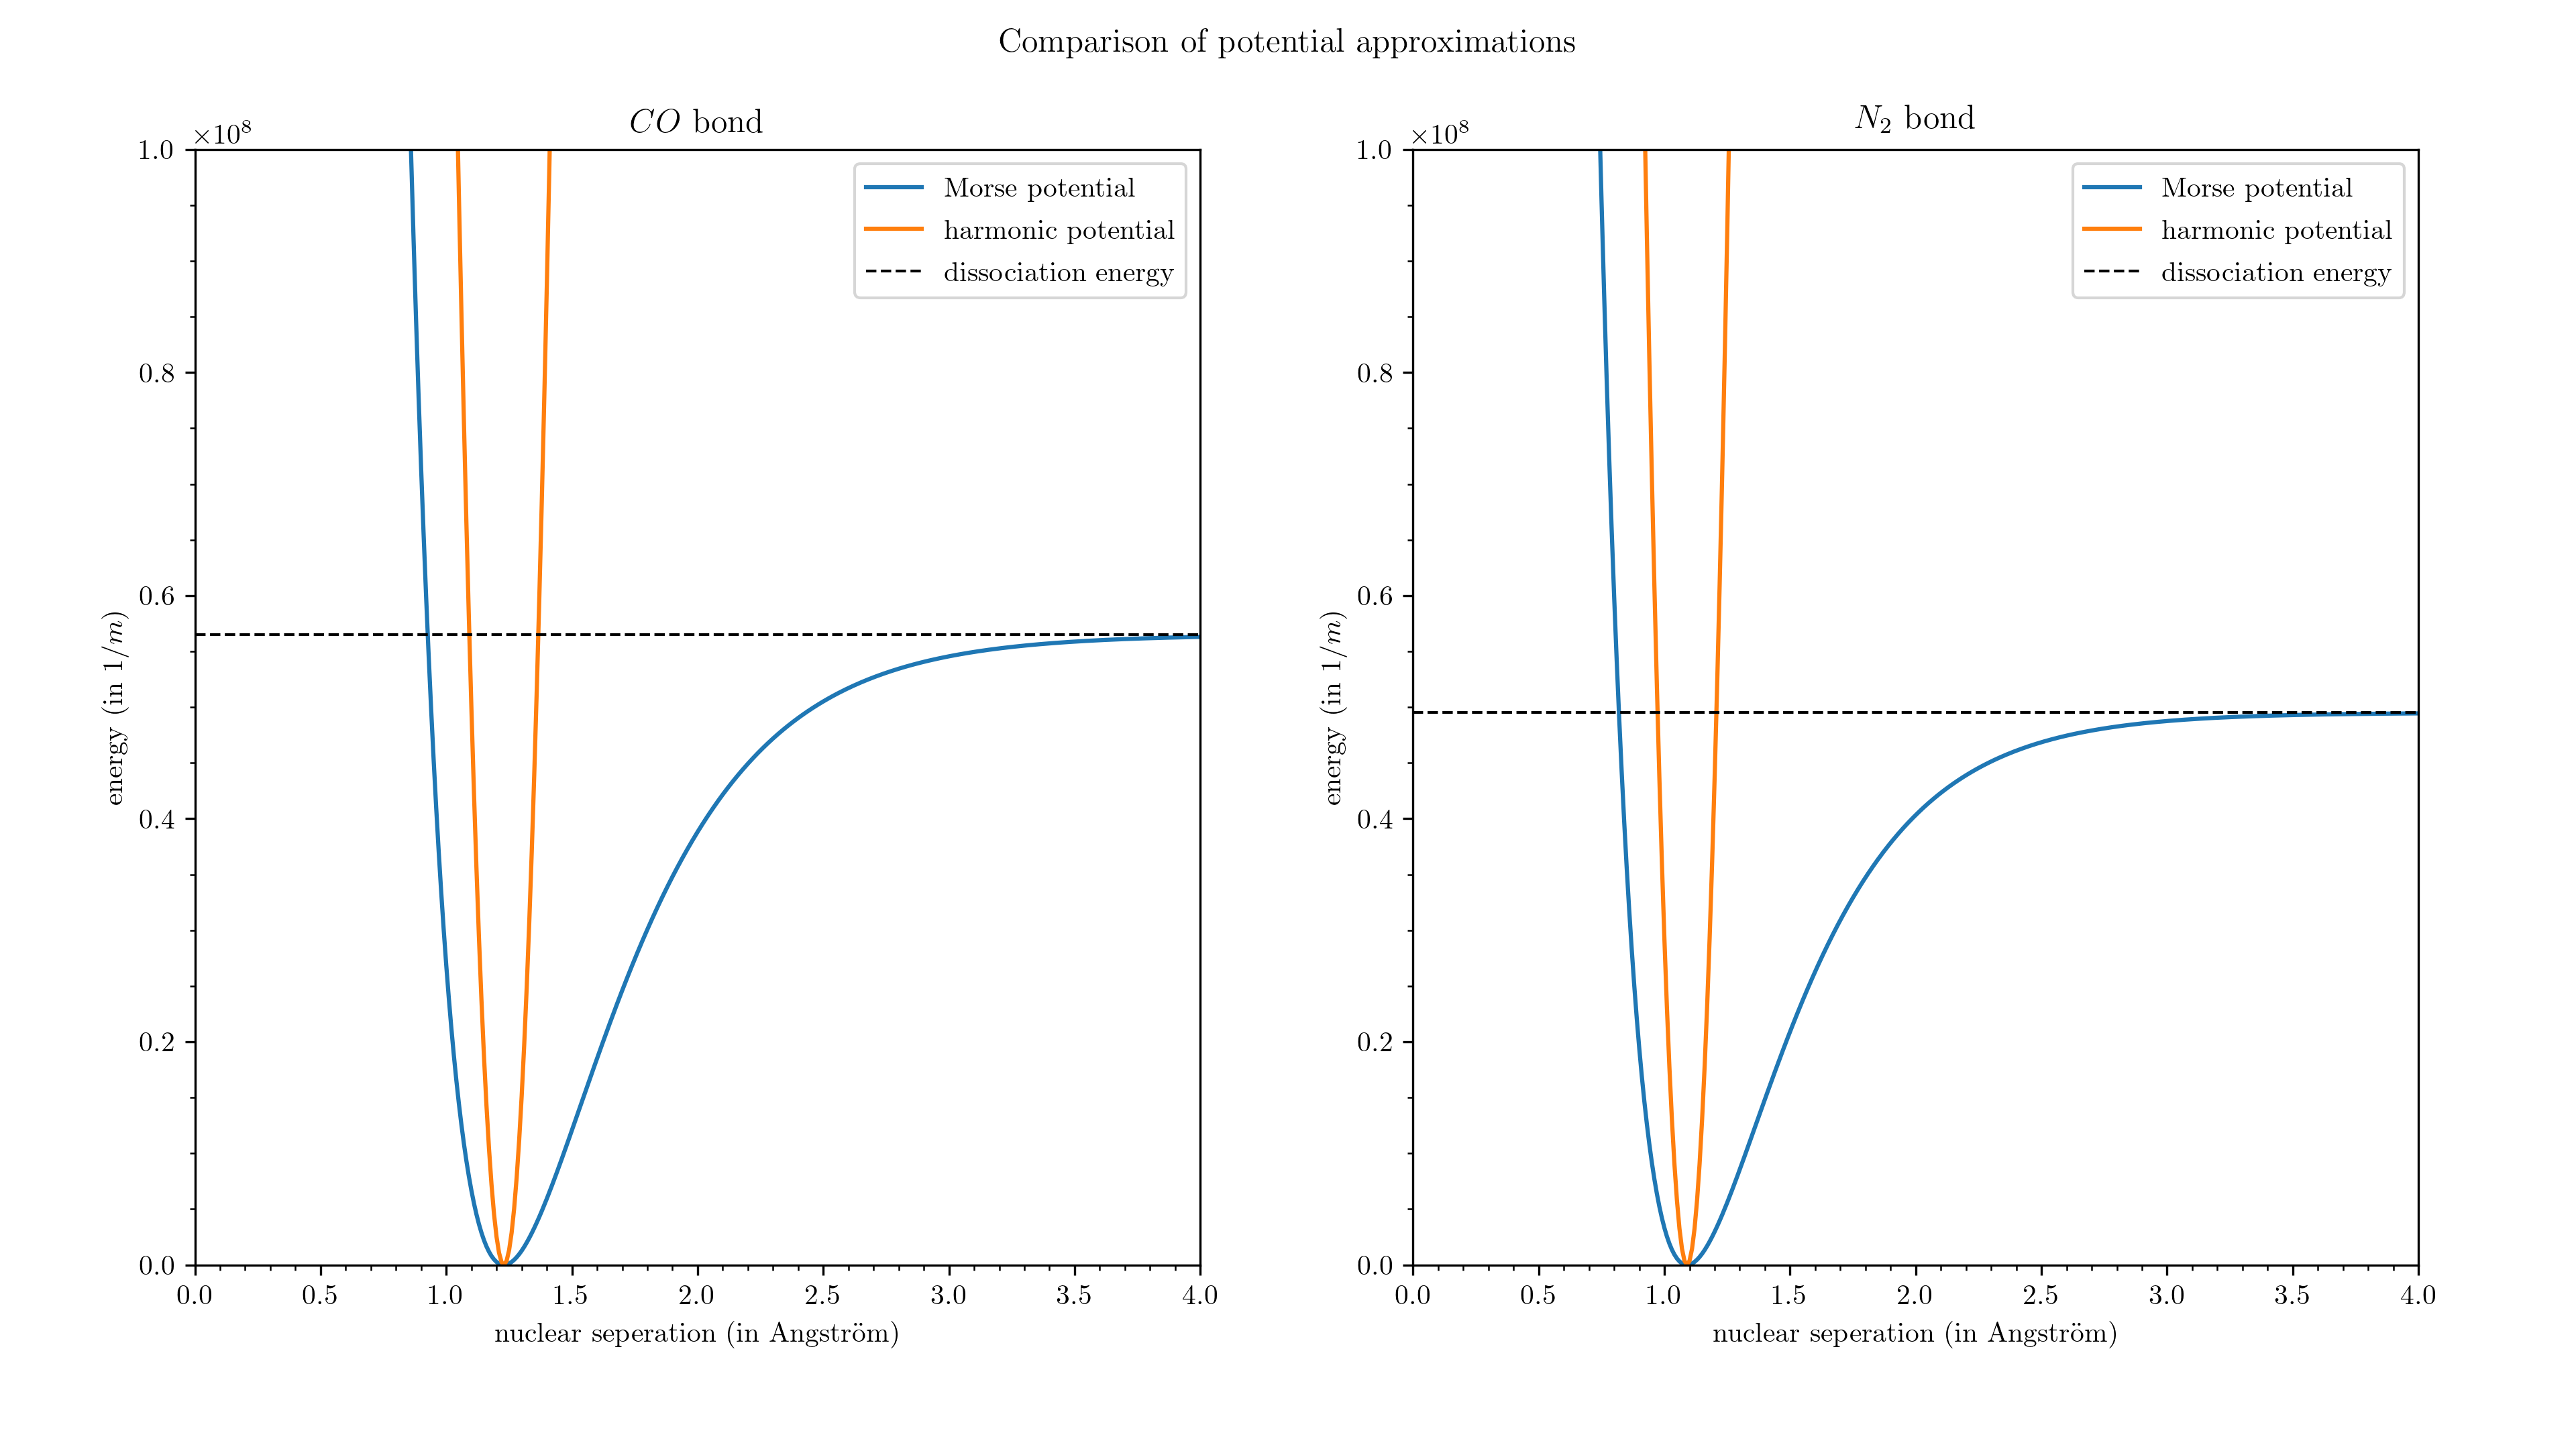 Comparison of potential approximations
CO bond
×10⁸
1.0
0.8
0.6
0.4
0.2
0.0
energy (in 1/m)
Morse potential
harmonic potential
dissociation energy
0.0 0.5 1.0 1.5 2.0 2.5 3.0 3.5 4.0
nuclear seperation (in Angström)
N₂ bond
×10⁸
1.0
0.8
0.6
0.4
0.2
0.0
energy (in 1/m)
Morse potential
harmonic potential
dissociation energy
0.0 0.5 1.0 1.5 2.0 2.5 3.0 3.5 4.0
nuclear seperation (in Angström)